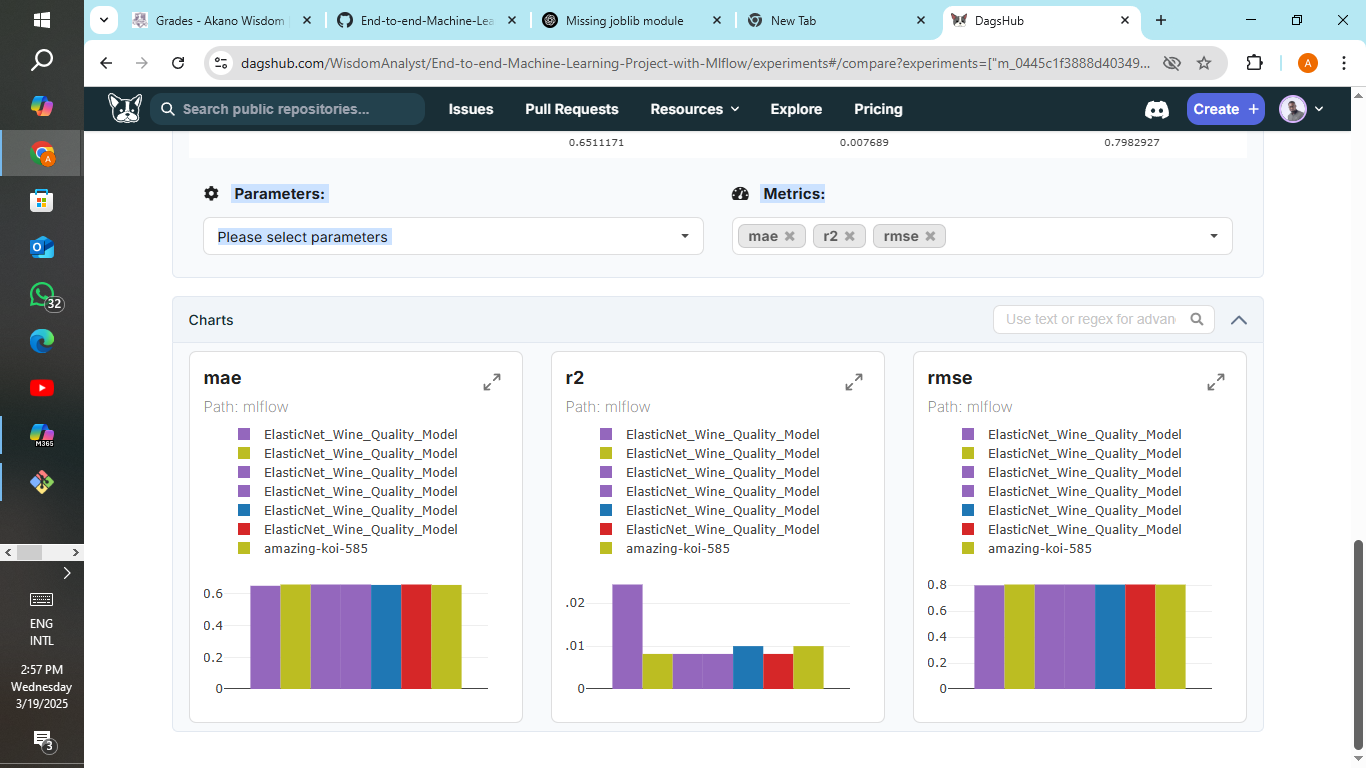 Grades - Akano Wisdom
End-to-end-Machine-Lea
Missing joblib module
New Tab
DagsHub
dagshub.com/WisdomAnalyst/End-to-end-Machine-Learning-Project-with-Mlflow/experiments#/compare?experiments=["m_0445c1f3888d40349...
A
Search public repositories...
Issues
Pull Requests
Resources
Explore
Pricing
Create +
0.6511171 0.007689 0.7982927
Parameters:
Metrics:
Please select parameters
mae
r2
rmse
Charts
Use text or regex for advan
mae
Path: mlflow
ElasticNet_Wine_Quality_Model
ElasticNet_Wine_Quality_Model
ElasticNet_Wine_Quality_Model
ElasticNet_Wine_Quality_Model
ElasticNet_Wine_Quality_Model
ElasticNet_Wine_Quality_Model
amazing-koi-585
0.6
0.4
0.2
0
r2
Path: mlflow
ElasticNet_Wine_Quality_Model
ElasticNet_Wine_Quality_Model
ElasticNet_Wine_Quality_Model
ElasticNet_Wine_Quality_Model
ElasticNet_Wine_Quality_Model
ElasticNet_Wine_Quality_Model
amazing-koi-585
.02
.01
0
rmse
Path: mlflow
ElasticNet_Wine_Quality_Model
ElasticNet_Wine_Quality_Model
ElasticNet_Wine_Quality_Model
ElasticNet_Wine_Quality_Model
ElasticNet_Wine_Quality_Model
ElasticNet_Wine_Quality_Model
amazing-koi-585
0.8
0.6
0.4
0.2
0
A
32
M365
ENG
INTL
2:57 PM
Wednesday
3/19/2025
3